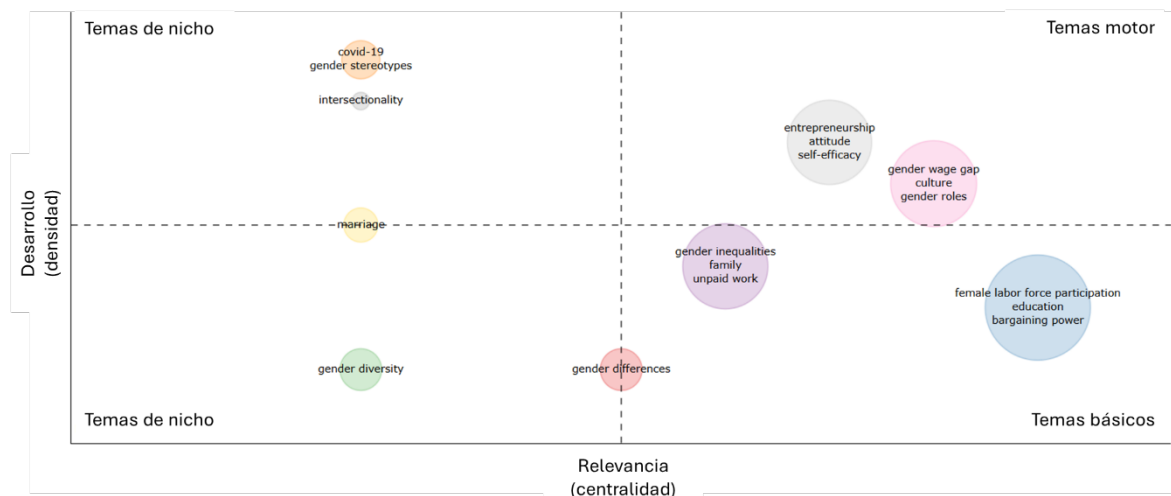 Temas de nicho
Temas motor
covid-19
gender stereotypes
intersectionality
entrepreneurship
attitude
self-efficacy
gender wage gap
culture
gender roles
marriage
gender inequalities
family
unpaid work
female labor force participation
education
bargaining power
gender diversity
gender differences
Temas de nicho
Temas básicos
Desarrollo
(densidad)
Relevancia
(centralidad)